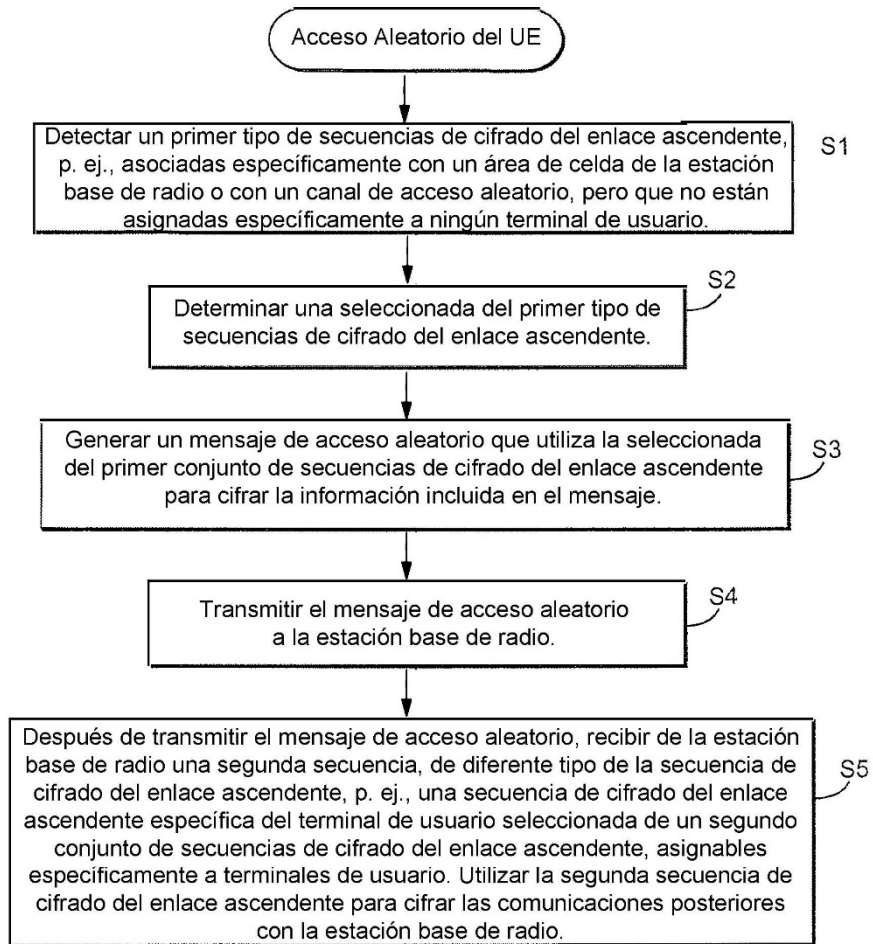 Acceso Aleatorio del UE
Detectar un primer tipo de secuencias de cifrado del enlace ascendente,
p. ej., asociadas específicamente con un área de celda de la estación
base de radio o con un canal de acceso aleatorio, pero que no están
asignadas específicamente a ningún terminal de usuario.
S1
S2
Determinar una seleccionada del primer tipo de
secuencias de cifrado del enlace ascendente.
Generar un mensaje de acceso aleatorio que utiliza la seleccionada
del primer conjunto de secuencias de cifrado del enlace ascendente
para cifrar la información incluida en el mensaje.
S3
Transmitir el mensaje de acceso aleatorio
a la estación base de radio.
S4
Después de transmitir el mensaje de acceso aleatorio, recibir de la estación
base de radio una segunda secuencia, de diferente tipo de la secuencia de
cifrado del enlace ascendente, p. ej., una secuencia de cifrado del enlace
ascendente específica del terminal de usuario seleccionada de un segundo
conjunto de secuencias de cifrado del enlace ascendente, asignables
específicamente a terminales de usuario. Utilizar la segunda secuencia de
cifrado del enlace ascendente para cifrar las comunicaciones posteriores
con la estación base de radio.
S5